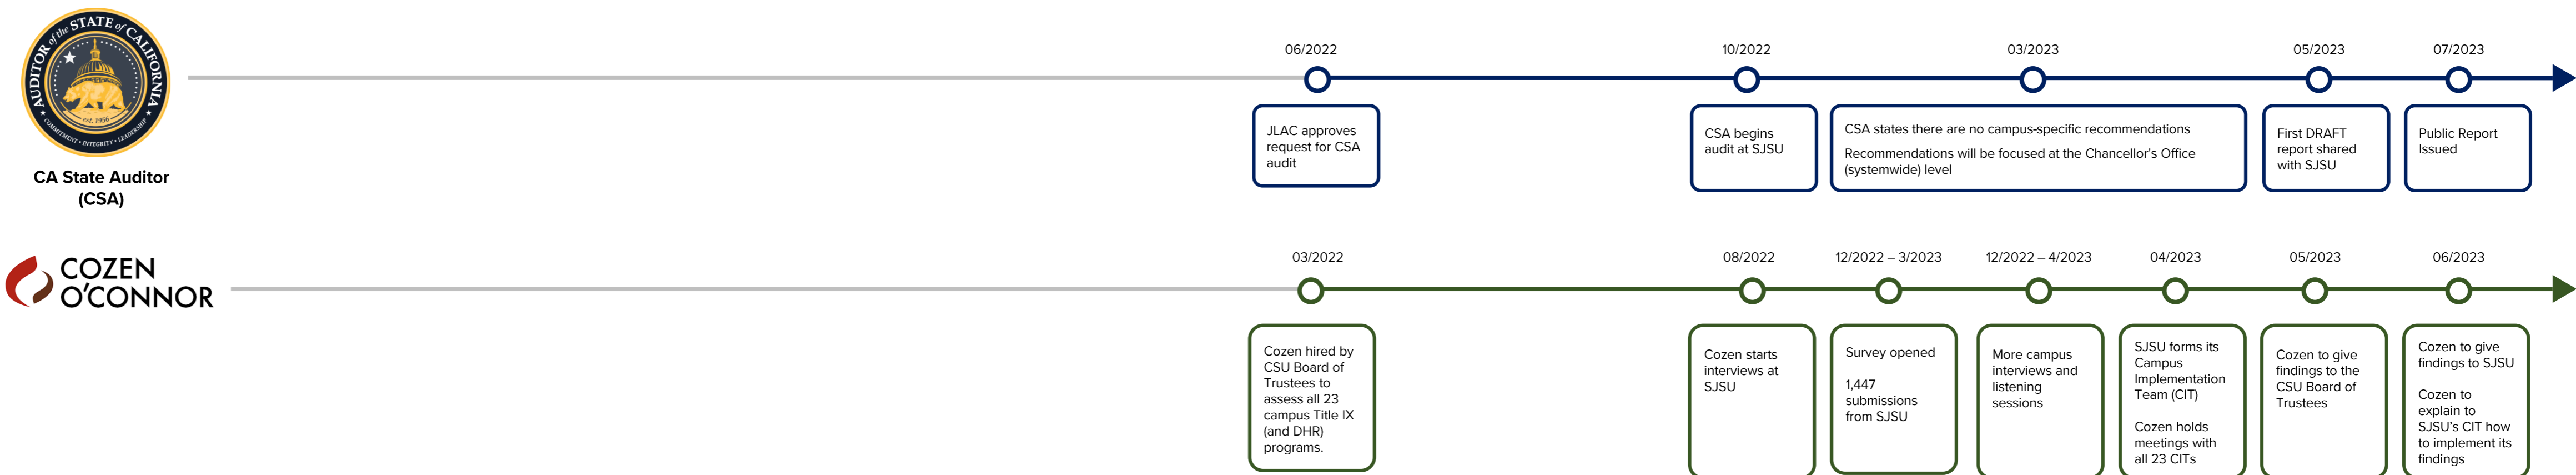 AUDITOR of the STATE of CALIFORNIA
est. 1956
COMMITMENT • INTEGRITY • LEADERSHIP
CA State Auditor
(CSA)
06/2022
10/2022
03/2023
05/2023
07/2023
JLAC approves
request for CSA
audit
CSA begins
audit at SJSU
CSA states there are no campus-specific recommendations
Recommendations will be focused at the Chancellor's Office
(systemwide) level
First DRAFT
report shared
with SJSU
Public Report
Issued
COZEN
O'CONNOR
03/2022
08/2022
12/2022 – 3/2023
12/2022 – 4/2023
04/2023
05/2023
06/2023
Cozen hired by
CSU Board of
Trustees to
assess all 23
campus Title IX
(and DHR)
programs.
Cozen starts
interviews at
SJSU
Survey opened
1,447
submissions
from SJSU
More campus
interviews and
listening
sessions
SJSU forms its
Campus
Implementation
Team (CIT)
Cozen holds
meetings with
all 23 CITs
Cozen to give
findings to the
CSU Board of
Trustees
Cozen to give
findings to SJSU
Cozen to
explain to
SJSU's CIT how
to implement its
findings